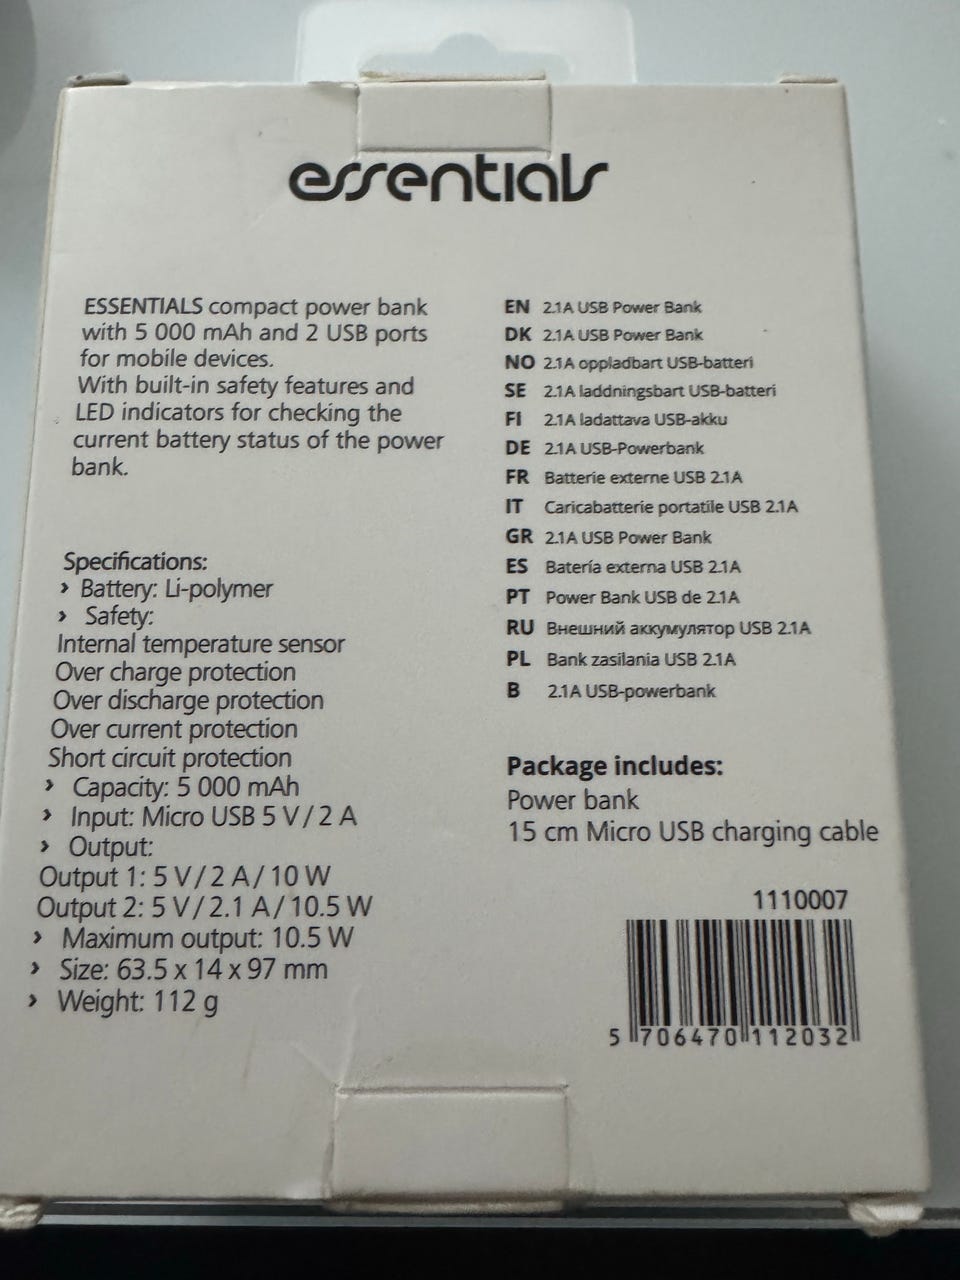 essentials
ESSENTIALS compact power bank
with 5 000 mAh and 2 USB ports
for mobile devices.
With built-in safety features and
LED indicators for checking the
current battery status of the power
bank.
Specifications:
› Battery: Li-polymer
› Safety:
Internal temperature sensor
Over charge protection
Over discharge protection
Over current protection
Short circuit protection
› Capacity: 5 000 mAh
› Input: Micro USB 5 V / 2 A
› Output:
Output 1: 5 V / 2 A / 10 W
Output 2: 5 V / 2.1 A / 10.5 W
› Maximum output: 10.5 W
› Size: 63.5 x 14 x 97 mm
› Weight: 112 g
EN 2.1A USB Power Bank
DK 2.1A USB Power Bank
NO 2.1A oppladbart USB-batteri
SE 2.1A laddningsbart USB-batteri
FI 2.1A ladattava USB-akku
DE 2.1A USB-Powerbank
FR Batterie externe USB 2.1A
IT Caricabatterie portatile USB 2.1A
GR 2.1A USB Power Bank
ES Batería externa USB 2.1A
PT Power Bank USB de 2.1A
RU Внешний аккумулятор USB 2.1A
PL Bank zasilania USB 2.1A
B 2.1A USB-powerbank
Package includes:
Power bank
15 cm Micro USB charging cable
1110007
5 706470 112032